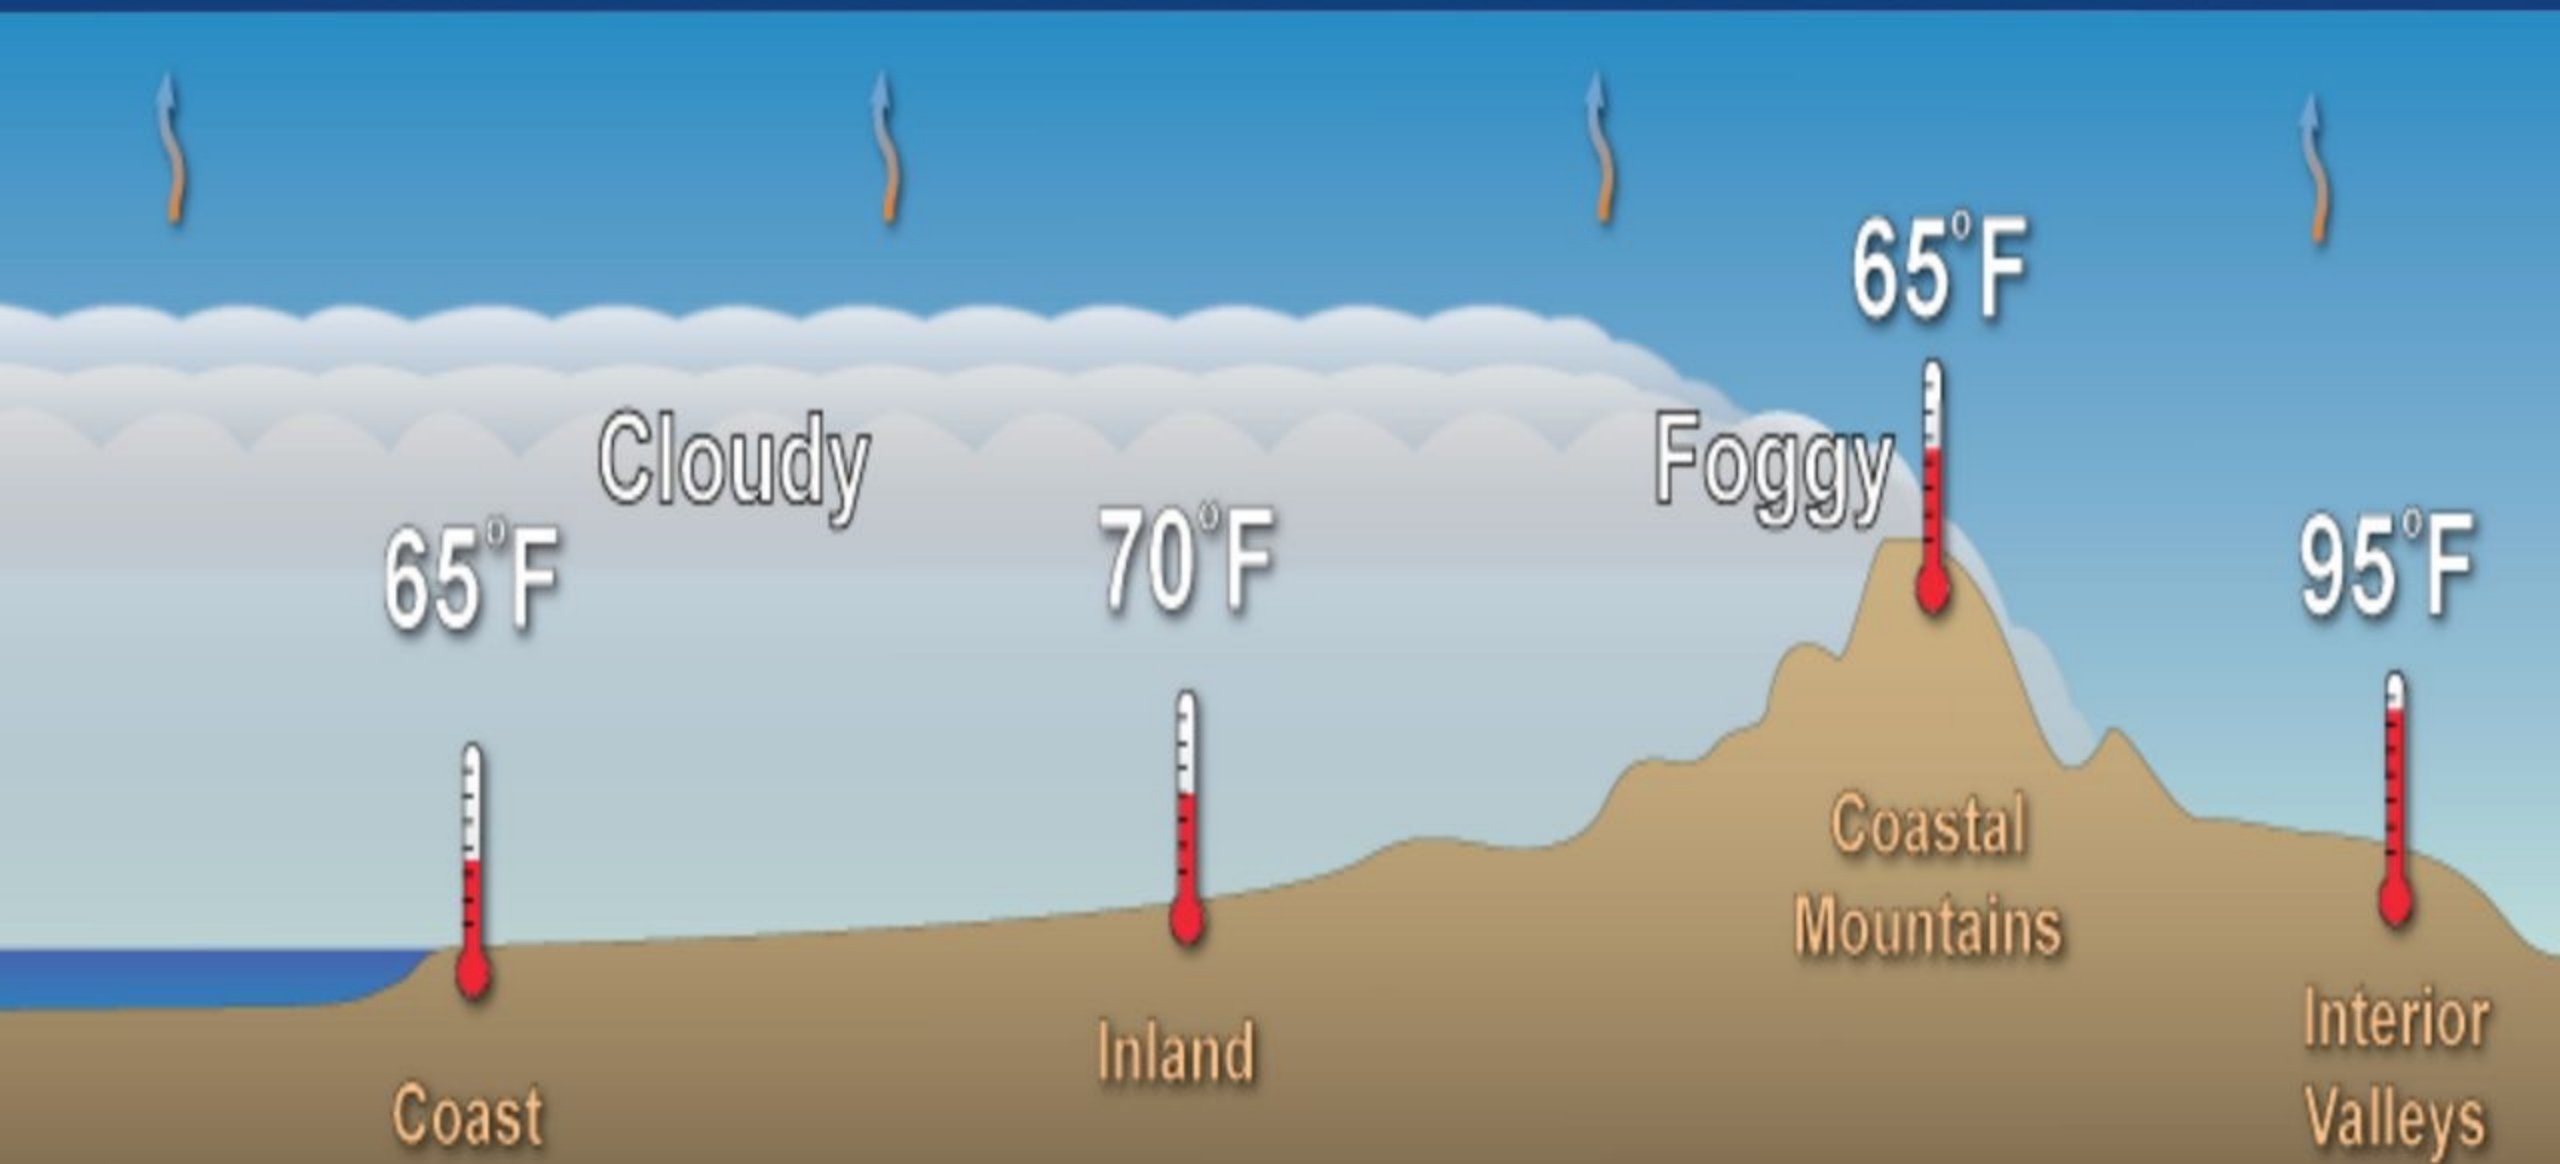 65°F
Cloudy
Foggy
65°F
70°F
95°F
Coastal
Mountains
Interior
Valleys
Inland
Coast